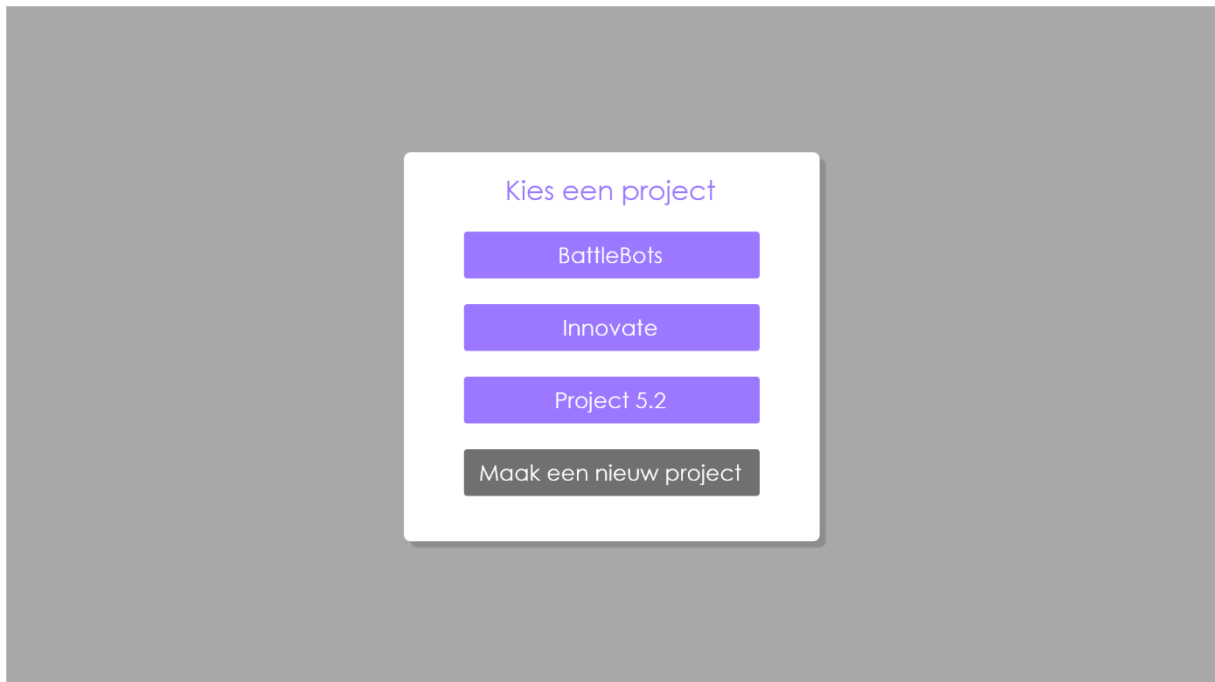 Kies een project
BattleBots
Innovate
Project 5.2
Maak een nieuw project